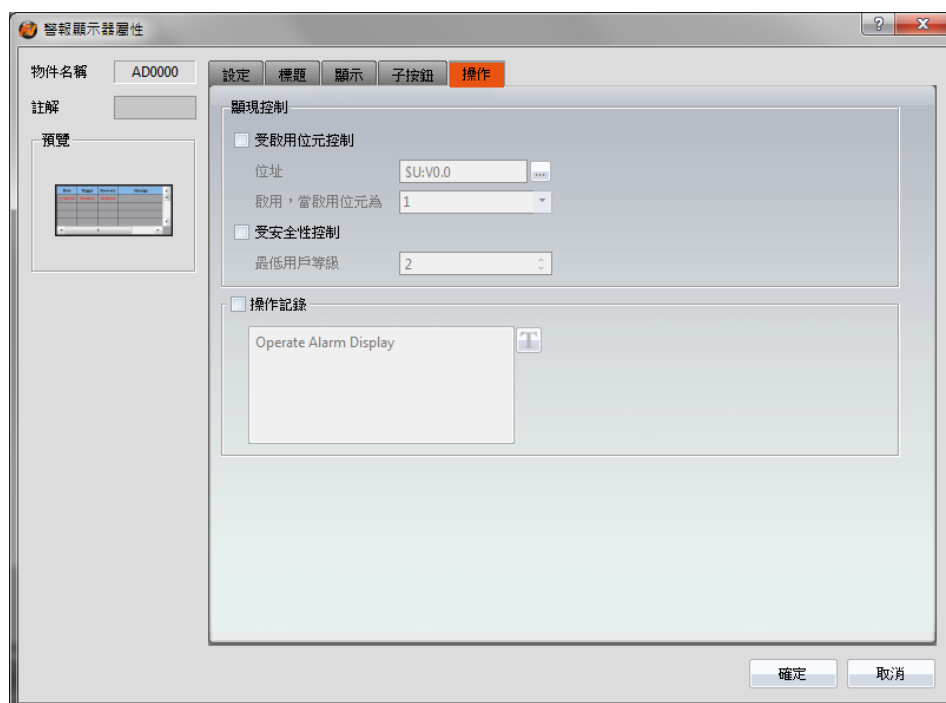 警報顯示器屬性
物件名稱 AD0000
註解
預覽
設定 標題 顯示 子按鈕 操作
顯現控制
受啟用位元控制
位址 $U:V0.0 ...
啟用，當啟用位元為 1
受安全性控制
最低用戶等級 2
操作記錄
Operate Alarm Display
T
確定 取消